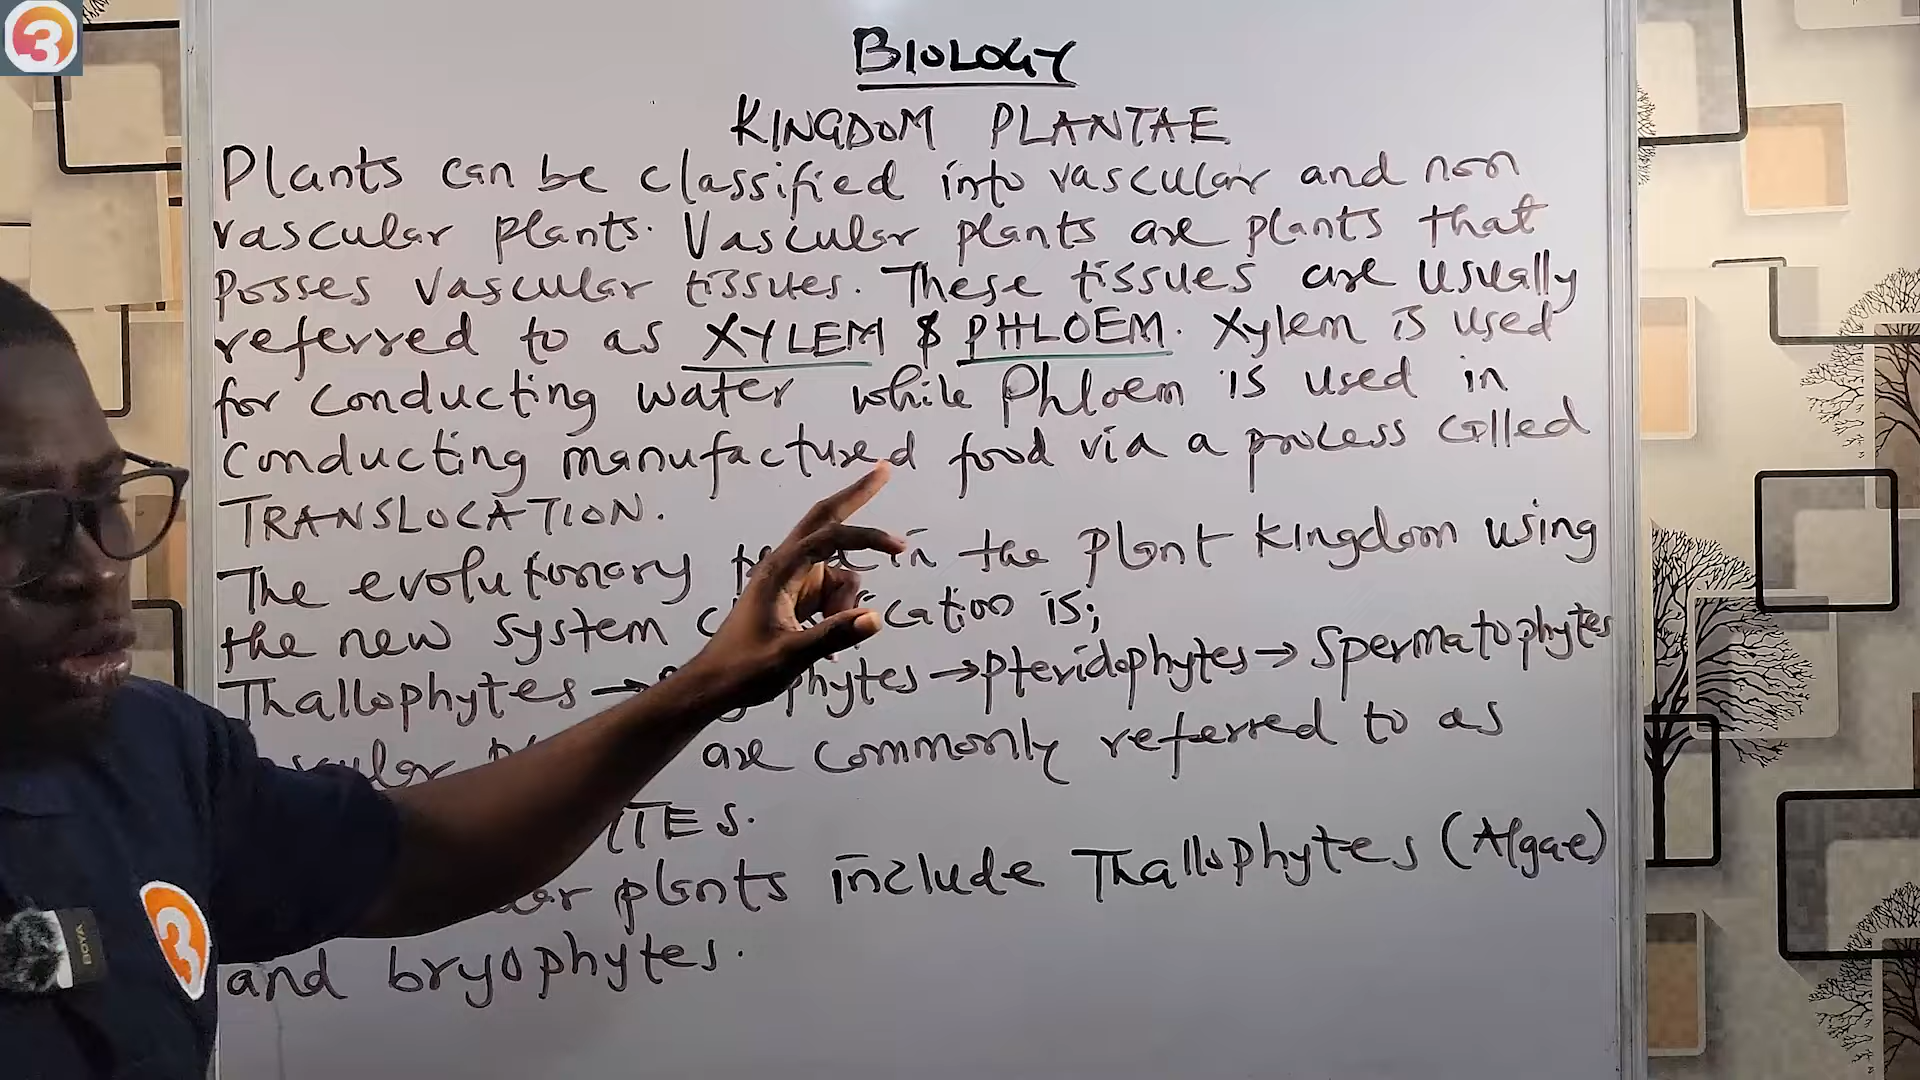 3
BIOLOGY
KINGDOM PLANTAE
Plants can be classified into vascular and non
vascular plants. Vascular plants are plants that
posses vascular tissues. These tissues are usually
referred to as XYLEM & PHLOEM. Xylem is used
for conducting water while Phloem is used in
conducting manufactured food via a process called
TRANSLOCATION.
The evolutionary in the plant kingdom using
the new system is;
Thallophytes → → pteridophytes → Spermatophytes
are commonly referred to as
plants include Thallophytes (Algae)
and bryophytes.
3
BOYA